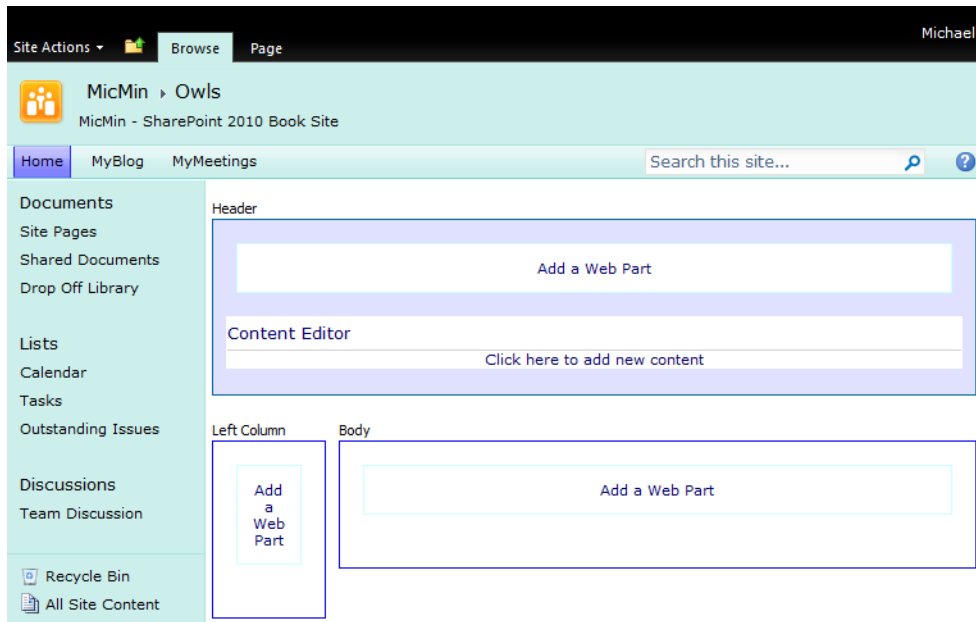 Michael
Site Actions Browse Page
MicMin Owls
MicMin - SharePoint 2010 Book Site
Home MyBlog MyMeetings Search this site... ?
Documents
Site Pages
Shared Documents
Drop Off Library
Lists
Calendar
Tasks
Outstanding Issues
Discussions
Team Discussion
Recycle Bin
All Site Content
Header
Add a Web Part
Content Editor
Click here to add new content
Left Column
Add
a
Web
Part
Body
Add a Web Part